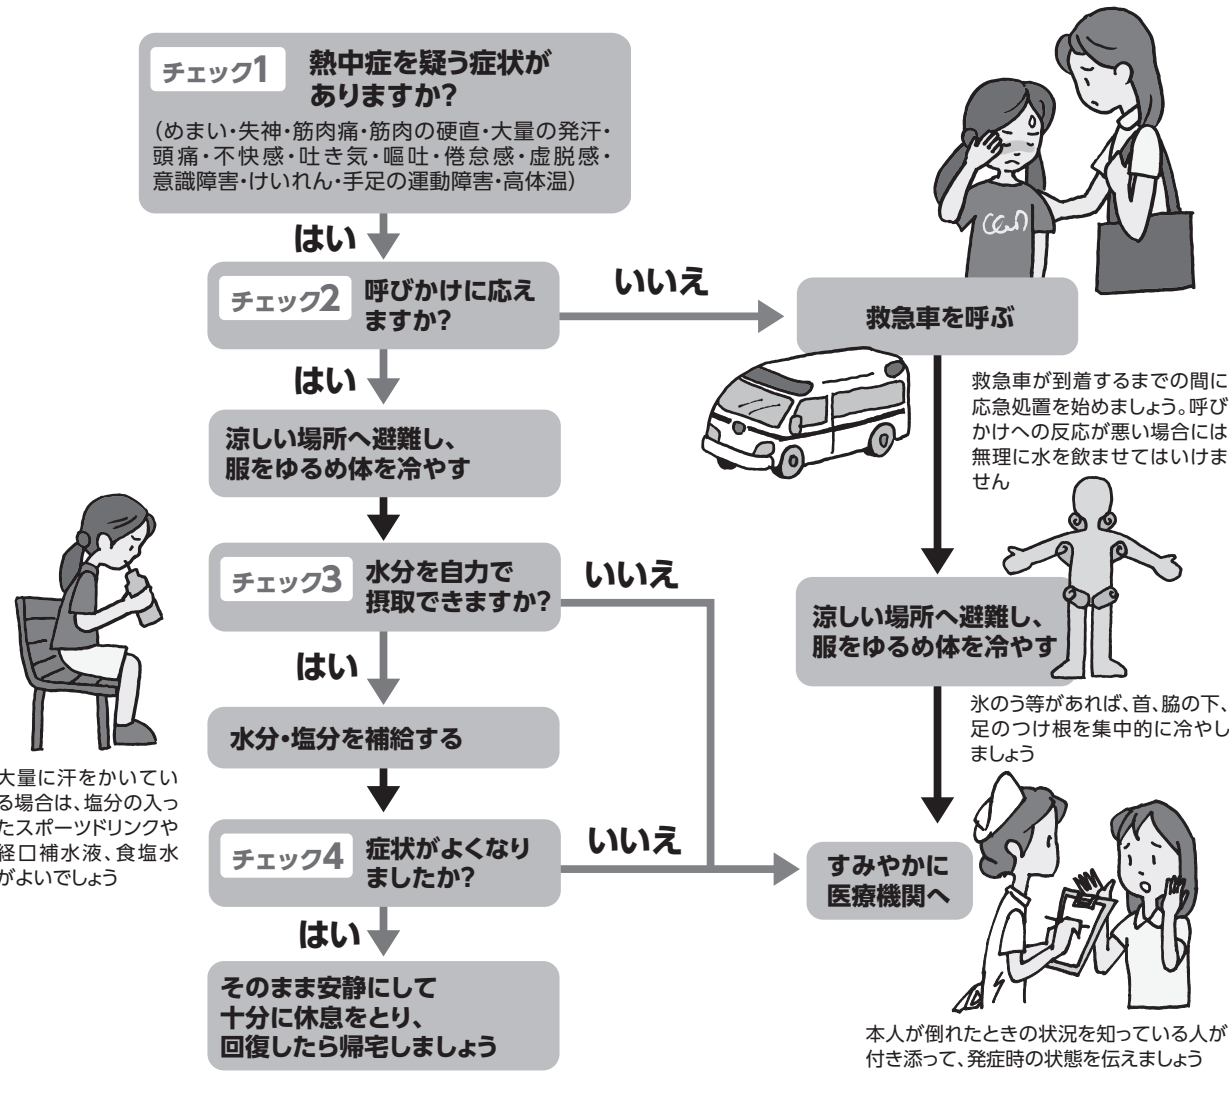 チェック1 熱中症を疑う症状が
ありますか?
(めまい・失神・筋肉痛・筋肉の硬直・大量の発汗・
頭痛・不快感・吐き気・嘔吐・倦怠感・虚脱感・
意識障害・けいれん・手足の運動障害・高体温)
はい
チェック2 呼びかけに応え
ますか?
いいえ
救急車を呼ぶ
救急車が到着するまでの間に
応急処置を始めましょう。呼び
かけへの反応が悪い場合には
無理に水を飲ませてはいけま
せん
はい
涼しい場所へ避難し、
服をゆるめ体を冷やす
チェック3 水分を自力で
摂取できますか?
いいえ
涼しい場所へ避難し、
服をゆるめ体を冷やす
氷のう等があれば、首、脇の下、
足のつけ根を集中的に冷やし
ましょう
はい
水分・塩分を補給する
大量に汗をかいてい
る場合は、塩分の入っ
たスポーツドリンクや
経口補水液、食塩水
がよいでしょう
チェック4 症状がよくなり
ましたか?
いいえ
すみやかに
医療機関へ
はい
そのまま安静にして
十分に休息をとり、
回復したら帰宅しましょう
本人が倒れたときの状況を知っている人が
付き添って、発症時の状態を伝えましょう